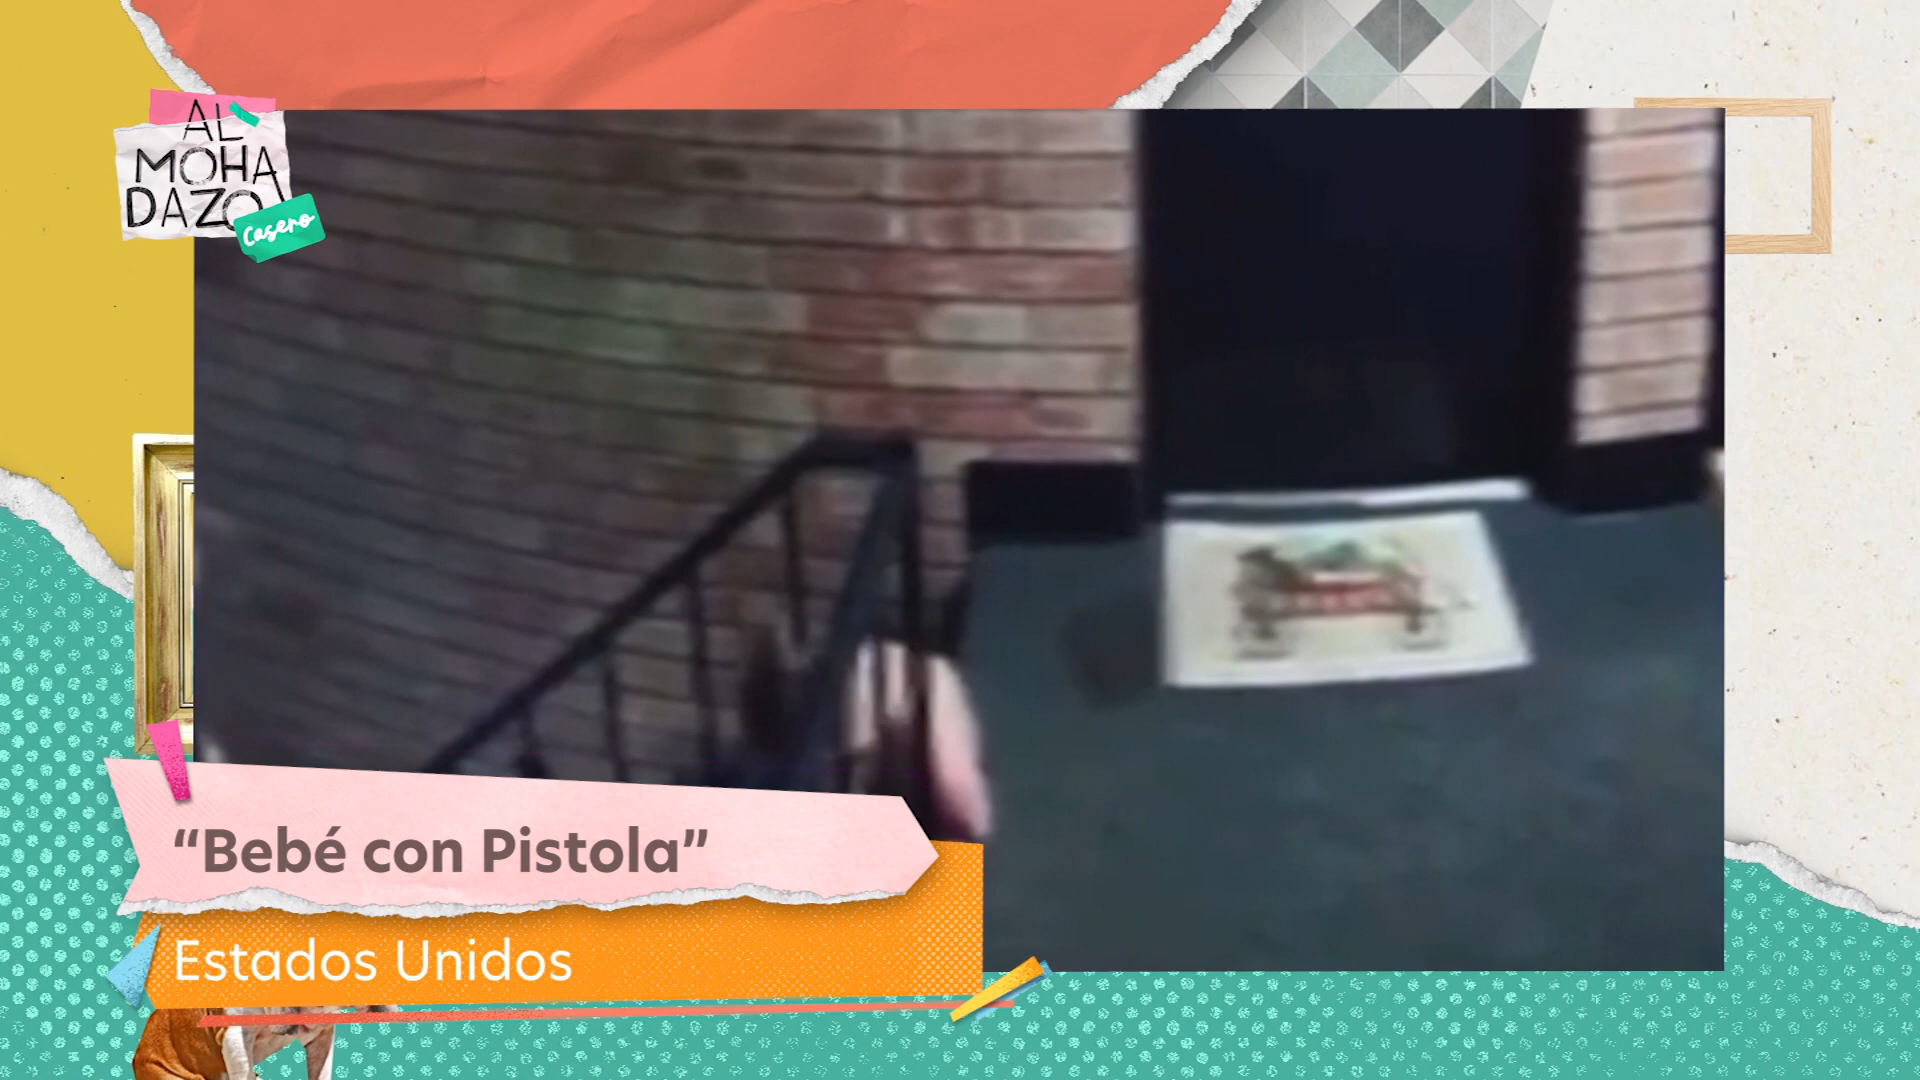 AL
MOHA
DAZO
Casero
“Bebé con Pistola”
Estados Unidos